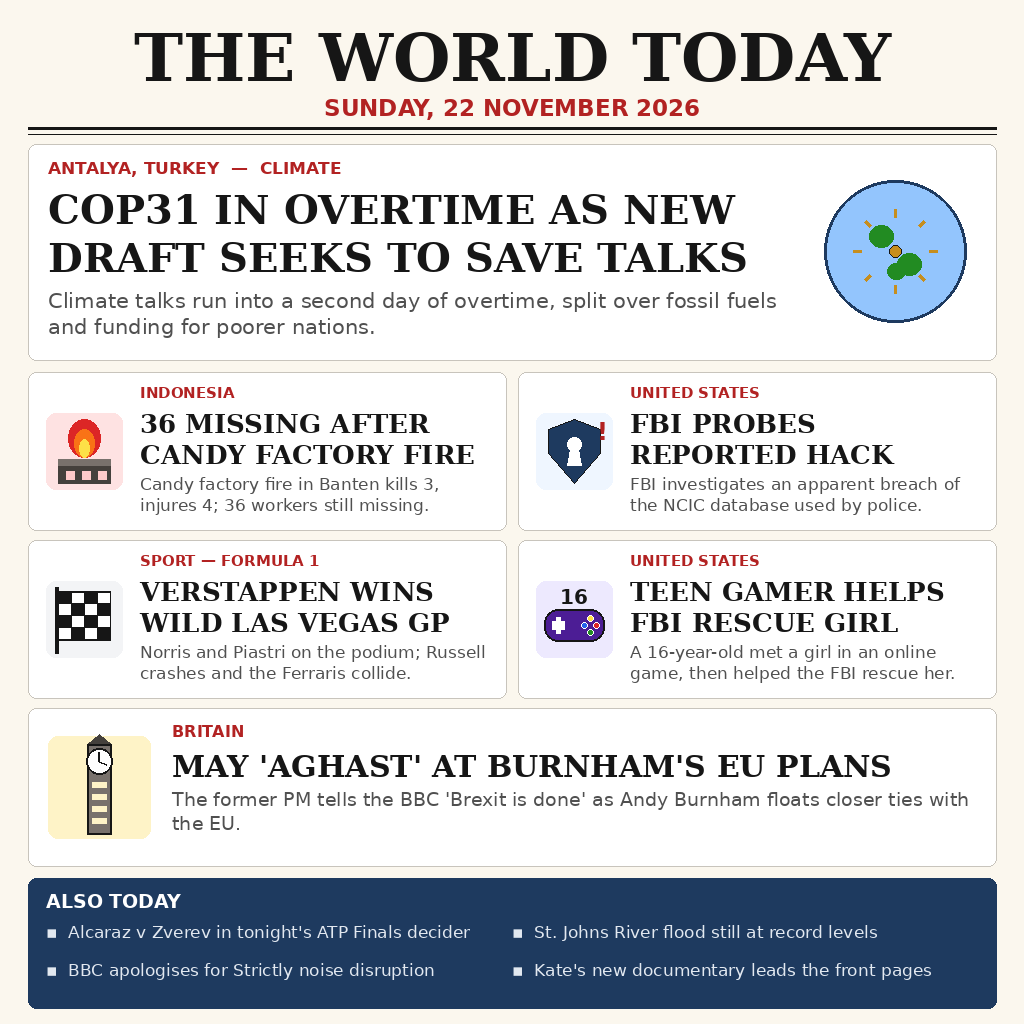 THE WORLD TODAY
SUNDAY, 22 NOVEMBER 2026
ANTALYA, TURKEY — CLIMATE
COP31 IN OVERTIME AS NEW
DRAFT SEEKS TO SAVE TALKS
Climate talks run into a second day of overtime, split over fossil fuels
and funding for poorer nations.
INDONESIA
36 MISSING AFTER
CANDY FACTORY FIRE
Candy factory fire in Banten kills 3,
injures 4; 36 workers still missing.
!
UNITED STATES
FBI PROBES
REPORTED HACK
FBI investigates an apparent breach of
the NCIC database used by police.
SPORT — FORMULA 1
VERSTAPPEN WINS
WILD LAS VEGAS GP
Norris and Piastri on the podium; Russell
crashes and the Ferraris collide.
16
UNITED STATES
TEEN GAMER HELPS
FBI RESCUE GIRL
A 16-year-old met a girl in an online
game, then helped the FBI rescue her.
BRITAIN
MAY 'AGHAST' AT BURNHAM'S EU PLANS
The former PM tells the BBC 'Brexit is done' as Andy Burnham floats closer ties with
the EU.
ALSO TODAY
▪ Alcaraz v Zverev in tonight's ATP Finals decider
▪ St. Johns River flood still at record levels
▪ BBC apologises for Strictly noise disruption
▪ Kate's new documentary leads the front pages